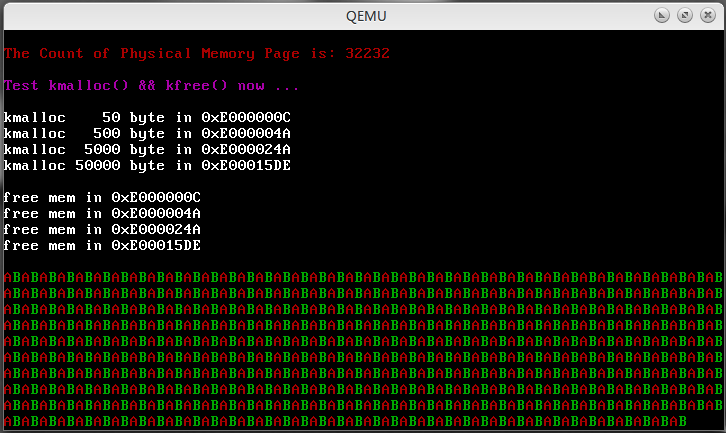 QEMU
The Count of Physical Memory Page is: 32232
Test kmalloc() && kfree() now ...
kmalloc    50 byte in 0xE000000C
kmalloc   500 byte in 0xE000004A
kmalloc  5000 byte in 0xE000024A
kmalloc 50000 byte in 0xE00015DE
free mem in 0xE000000C
free mem in 0xE000004A
free mem in 0xE000024A
free mem in 0xE00015DE
ABABABABABABABABABABABABABABABABABABABABABABABABABABABABABABABABABABABABABABABAB
ABABABABABABABABABABABABABABABABABABABABABABABABABABABABABABABABABABABABABABABAB
ABABABABABABABABABABABABABABABABABABABABABABABABABABABABABABABABABABABABABABABAB
ABABABABABABABABABABABABABABABABABABABABABABABABABABABABABABABABABABABABABABABAB
ABABABABABABABABABABABABABABABABABABABABABABABABABABABABABABABABABABABABABABABAB
ABABABABABABABABABABABABABABABABABABABABABABABABABABABABABABABABABABABABABABABAB
ABABABABABABABABABABABABABABABABABABABABABABABABABABABABABABABABABABABABABABABAB
ABABABABABABABABABABABABABABABABABABABABABABABABABABABABABABABABABABABABABABABAB
ABABABABABABABABABABABABABABABABABABABABABABABABABABABABABABABABABABABABABABABAB
ABABABABABABABABABABABABABABABABABABABABABABABABABABABABABABABABABABABABABAB